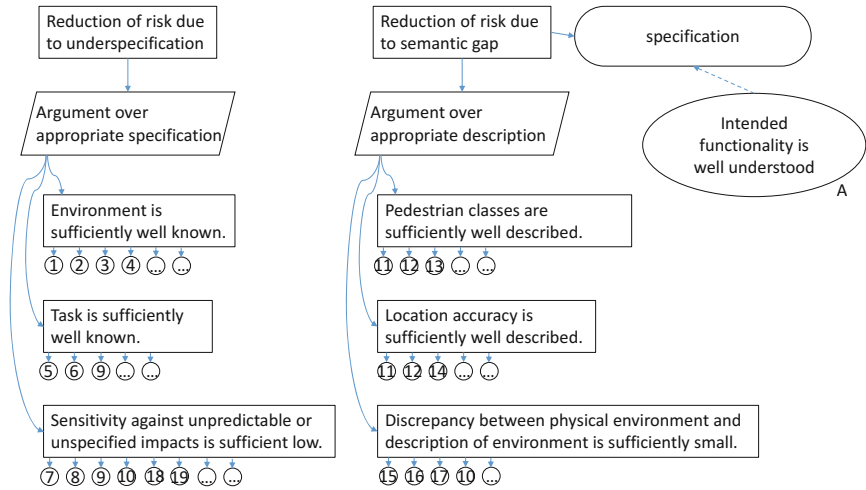 Reduction of risk due
to underspecification
Argument over
appropriate specification
Environment is
sufficiently well known.
1 2 3 4 ... ...
Task is sufficiently
well known.
5 6 9 ... ...
Sensitivity against unpredictable or
unspecified impacts is sufficient low.
7 8 9 10 18 19 ... ...
Reduction of risk due
to semantic gap
specification
Intended
functionality is
well understood
A
Argument over
appropriate description
Pedestrian classes are
sufficiently well described.
11 12 13 ... ...
Location accuracy is
sufficiently well described.
11 12 14 ... ...
Discrepancy between physical environment and
description of environment is sufficiently small.
15 16 17 10 ...